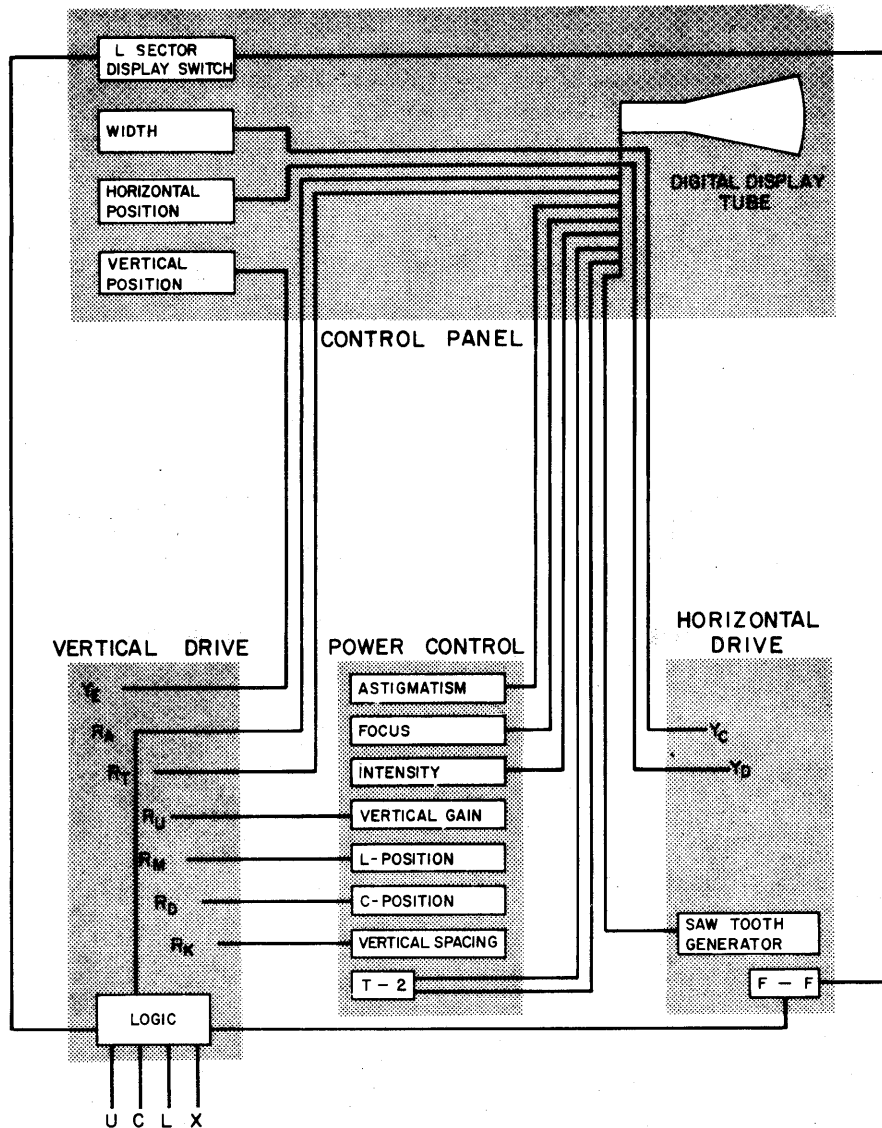 L SECTOR
DISPLAY SWITCH
WIDTH
HORIZONTAL
POSITION
VERTICAL
POSITION
DIGITAL DISPLAY
TUBE
CONTROL PANEL
VERTICAL DRIVE
POWER CONTROL
HORIZONTAL
DRIVE
Y_E
R_A
R_T
R_U
R_M
R_D
R_K
ASTIGMATISM
FOCUS
INTENSITY
VERTICAL GAIN
L-POSITION
C-POSITION
VERTICAL SPACING
T-2
Y_C
Y_D
SAW TOOTH
GENERATOR
F-F
LOGIC
U C L X